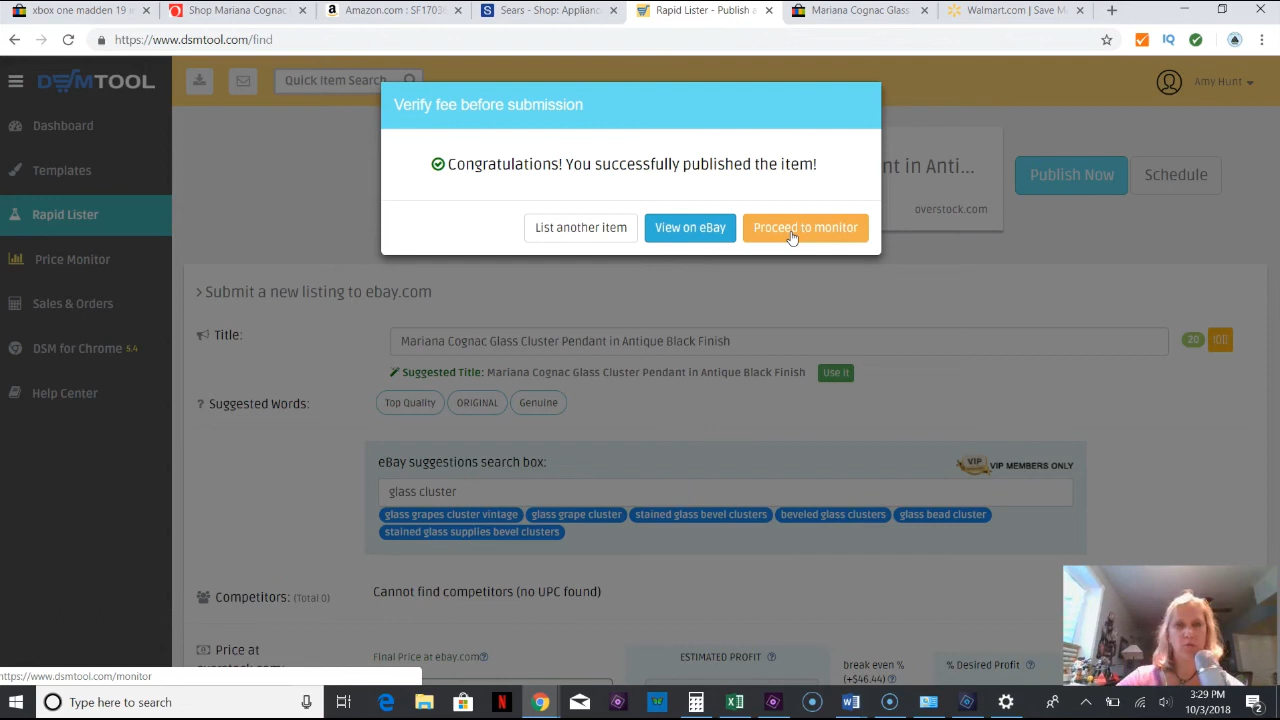 xbox one madden 19 i
Shop Mariana Cognac
Amazon.com : SF1703
Sears - Shop: Applianc
Rapid Lister - Publish e
Mariana Cognac Glass
Walmart.com | Save M
https://www.dsmtool.com/find
DSMTOOL
Quick Item Search
Amy Hunt
Dashboard
Templates
Rapid Lister
Price Monitor
Sales & Orders
DSM for Chrome 5.4
Help Center
Verify fee before submission
Congratulations! You successfully published the item!
List another item
View on eBay
Proceed to monitor
nt in Anti...
overstock.com
Publish Now
Schedule
> Submit a new listing to ebay.com
Title:
Mariana Cognac Glass Cluster Pendant in Antique Black Finish
20
Suggested Title: Mariana Cognac Glass Cluster Pendant in Antique Black Finish
Use it
? Suggested Words:
Top Quality
ORIGINAL
Genuine
eBay suggestions search box:
VIP
VIP MEMBERS ONLY
glass cluster
glass grapes cluster vintage
glass grape cluster
stained glass bevel clusters
beveled glass clusters
glass bead cluster
stained glass supplies bevel clusters
Competitors: (Total 0)
Cannot find competitors (no UPC found)
Price at
Final Price at ebay.com
ESTIMATED PROFIT
break even %
(+$46.44)
% Desired Profit
https://www.dsmtool.com/monitor
Type here to search
3:29 PM
10/3/2018
2